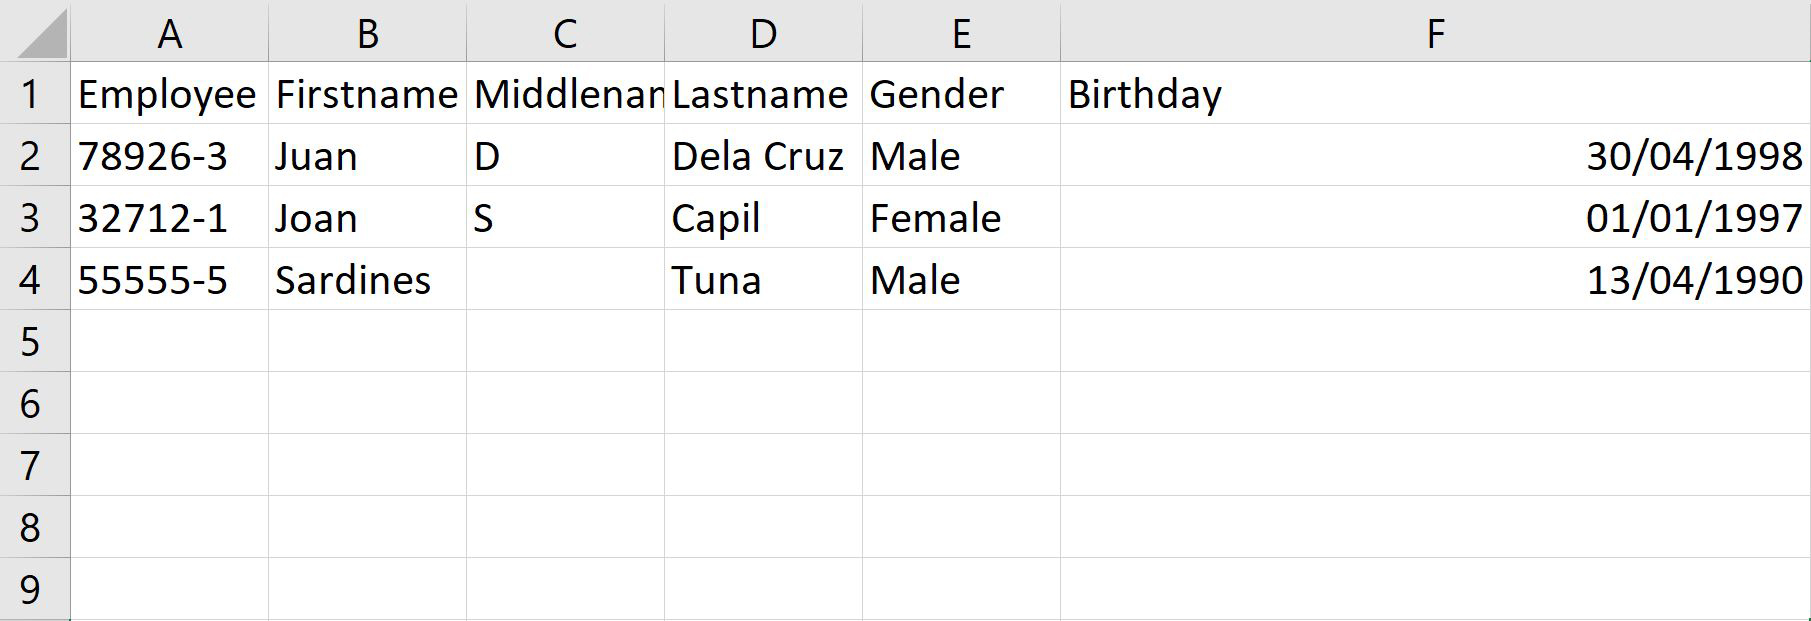 A B C D E F
1 Employee Firstname Middlenan Lastname Gender Birthday
2 78926-3 Juan D Dela Cruz Male 30/04/1998
3 32712-1 Joan S Capil Female 01/01/1997
4 55555-5 Sardines Tuna Male 13/04/1990
5
6
7
8
9